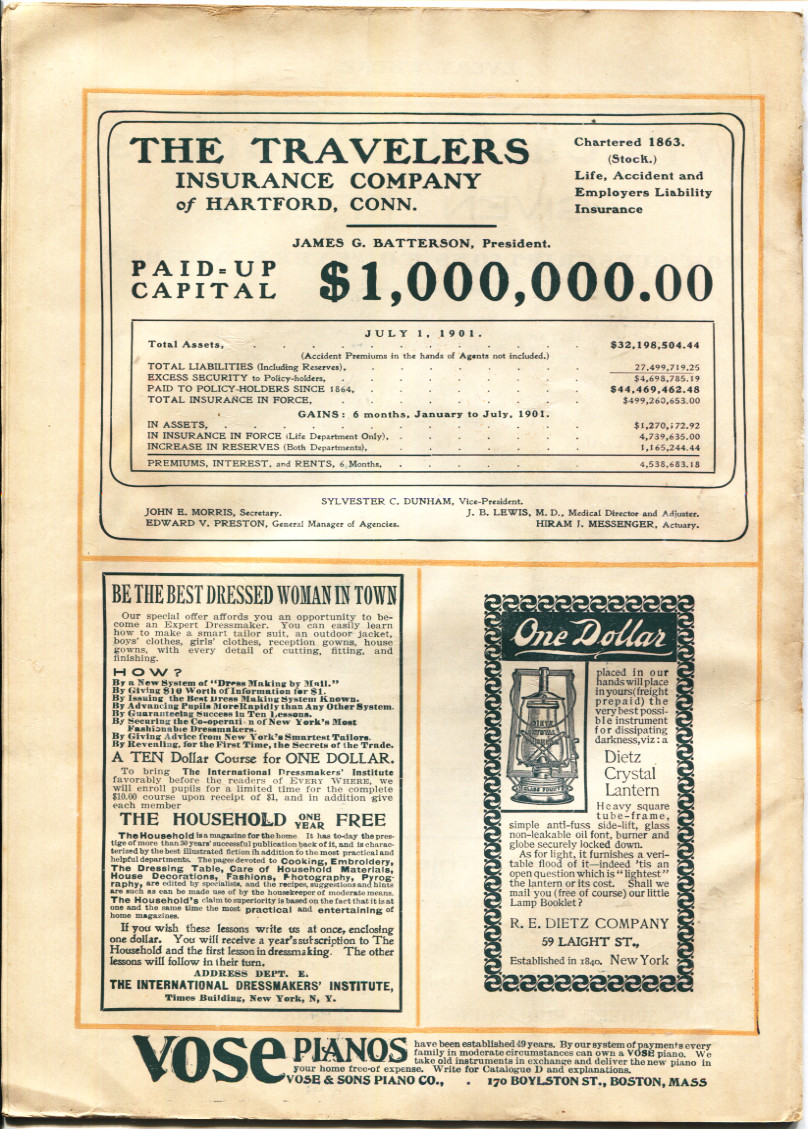 THE TRAVELERS
INSURANCE COMPANY
of HARTFORD, CONN.
Chartered 1863.
(Stock.)
Life, Accident and
Employers Liability
Insurance
JAMES G. BATTERSON, President.
PAID-UP
CAPITAL
$1,000,000.00
JULY 1, 1901.
Total Assets, . . . . . . . . . . $32,198,504.44
(Accident Premiums in the hands of Agents not included.)
TOTAL LIABILITIES (Including Reserves), . . . . . . 27,499,719.25
EXCESS SECURITY to Policy-holders, . . . . . . . $4,698,785.19
PAID TO POLICY-HOLDERS SINCE 1864, . . . . . . $44,469,462.48
TOTAL INSURANCE IN FORCE, . . . . . . . $499,260,653.00
GAINS: 6 months, January to July, 1901.
IN ASSETS, . . . . . . . . . . $1,270,172.92
IN INSURANCE IN FORCE (Life Department Only), . . . . . 4,739,635.00
INCREASE IN RESERVES (Both Departments), . . . . . 1,165,244.44
PREMIUMS, INTEREST, and RENTS, 6 Months, . . . . . 4,538,683.18
SYLVESTER C. DUNHAM, Vice-President.
JOHN E. MORRIS, Secretary. J. B. LEWIS, M. D., Medical Director and Adjuster.
EDWARD V. PRESTON, General Manager of Agencies. HIRAM J. MESSENGER, Actuary.
BE THE BEST DRESSED WOMAN IN TOWN
Our special offer affords you an opportunity to be-
come an Expert Dressmaker. You can easily learn
how to make a smart tailor suit, an outdoor jacket,
boys' clothes, girls' clothes, reception gowns, house
gowns, with every detail of cutting, fitting, and
finishing.
HOW?
By a New System of "Dress Making by Mail."
By Giving $10 Worth of Information for $1.
By Issuing the Best Dress Making System Known.
By Advancing Pupils More Rapidly than Any Other System.
By Guaranteeing Success in Ten Lessons.
By Securing the Co-operati n of New York's Most
Fashionable Dressmakers.
By Giving Advice from New York's Smartest Tailors.
By Revealing, for the First Time, the Secrets of the Trade.
A TEN Dollar Course for ONE DOLLAR.
To bring The International Dressmakers' Institute
favorably before the readers of EVERY WHERE, we
will enroll pupils for a limited time for the complete
$10.00 course upon receipt of $1, and in addition give
each member
THE HOUSEHOLD ONE YEAR FREE
The Household is a magazine for the home. It has to-day the pres-
tige of more than 30 years' successful publication back of it, and is charac-
terized by the best illustrated fiction in addition to the most practical and
helpful departments. The pages devoted to Cooking, Embroidery,
The Dressing Table, Care of Household Materials,
House Decorations, Fashions, Photography, Pyrog-
raphy, are edited by specialists, and the recipes, suggestions and hints
are such as can be made use of by the housekeeper of moderate means.
The Household's claim to superiority is based on the fact that it is at
one and the same time the most practical and entertaining of
home magazines.
If you wish these lessons write us at once, enclosing
one dollar. You will receive a year's subscription to The
Household and the first lesson in dressmaking. The other
lessons will follow in their turn.
ADDRESS DEPT. E.
THE INTERNATIONAL DRESSMAKERS' INSTITUTE,
Times Building, New York, N, Y.
One Dollar
placed in our
hands will place
in yours (freight
prepaid) the
very best possi-
ble instrument
for dissipating
darkness, viz: a
Dietz
Crystal
Lantern
DIETZ
CRYSTAL
GLASS FOUNT
Heavy square
tube-frame,
simple anti-fuss side-lift, glass
non-leakable oil font, burner and
globe securely locked down.
As for light, it furnishes a veri-
table flood of it—indeed 'tis an
open question which is "lightest"
the lantern or its cost. Shall we
mail you (free of course) our little
Lamp Booklet?
R. E. DIETZ COMPANY
59 LAIGHT ST.,
Established in 1840. New York
VOSE PIANOS have been established 49 years. By our system of payments every
family in moderate circumstances can own a VOSE piano. We
take old instruments in exchange and deliver the new piano in
your home free of expense. Write for Catalogue D and explanations.
VOSE & SONS PIANO CO., . 170 BOYLSTON ST., BOSTON, MASS